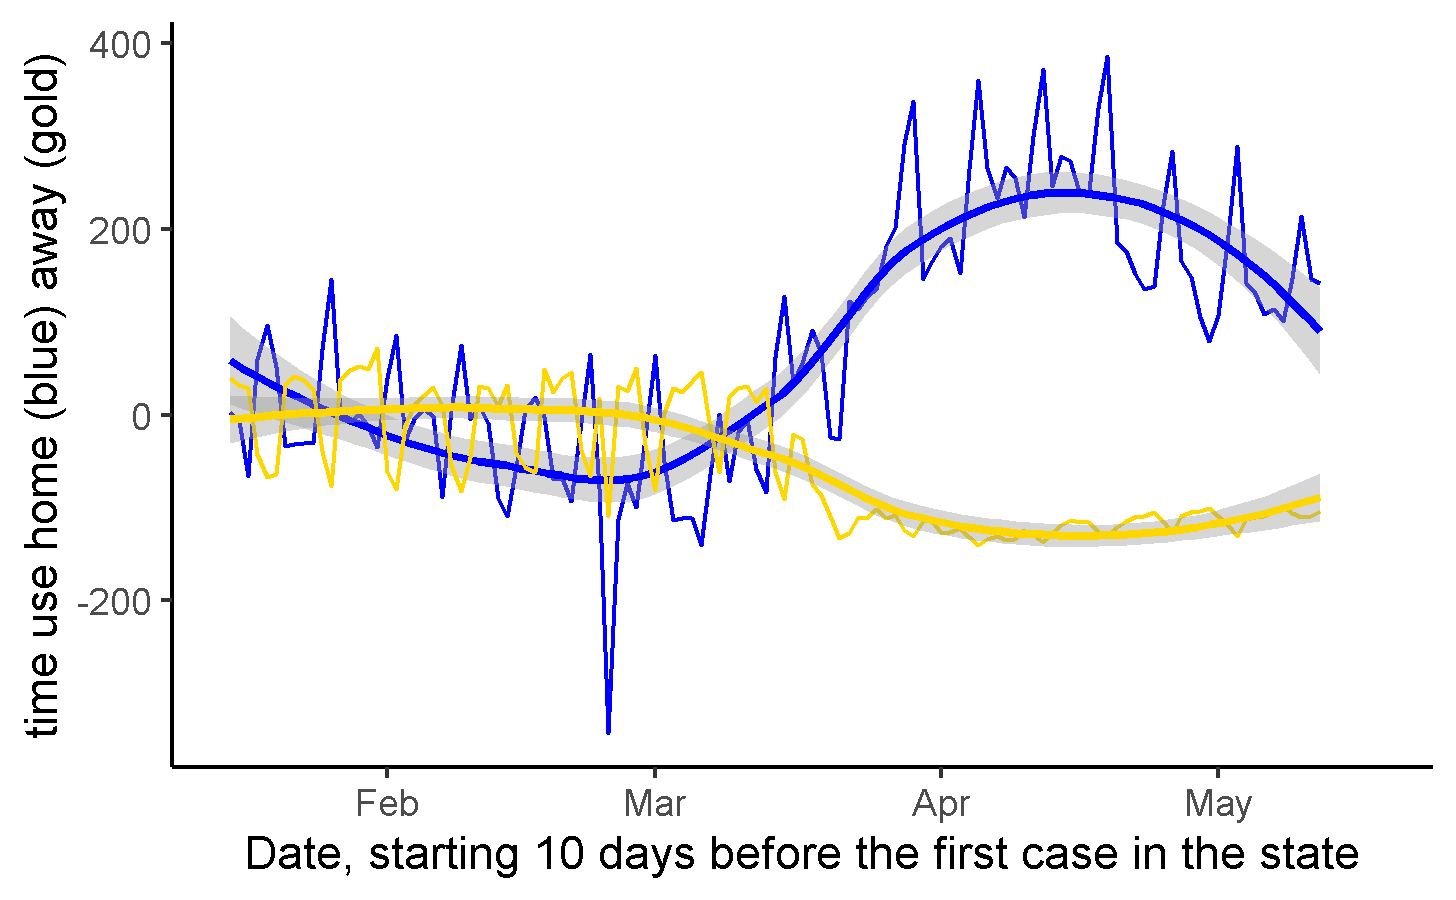 time use home (blue) away (gold)
400
200
0
-200
Feb Mar Apr May
Date, starting 10 days before the first case in the state